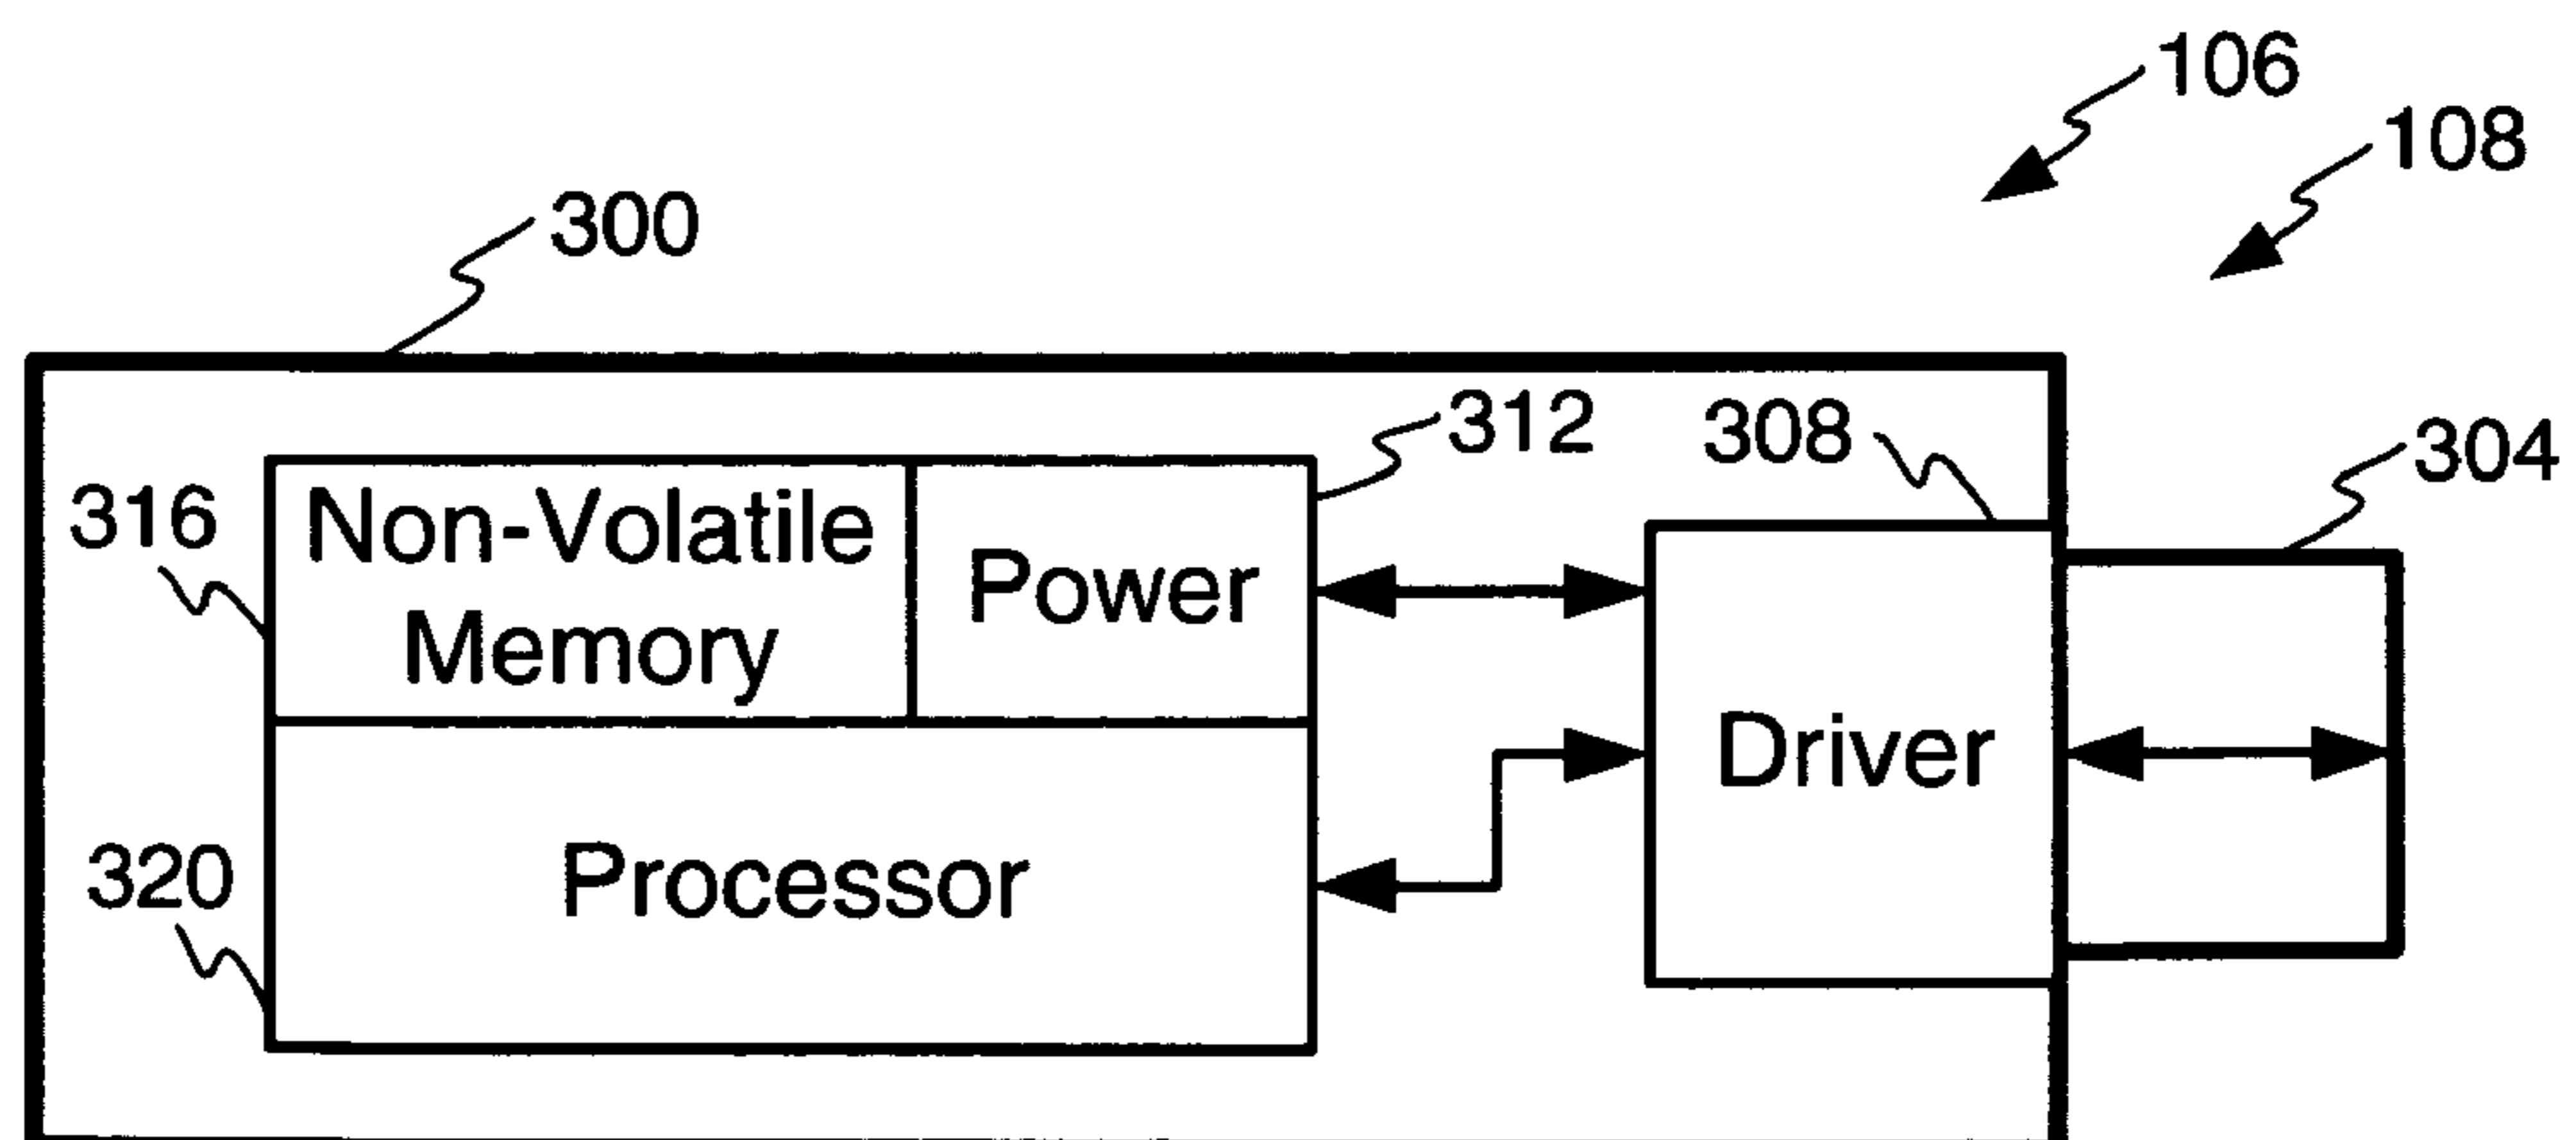 106
108
300
312
308
304
316
Non-Volatile
Memory
Power
Driver
320
Processor